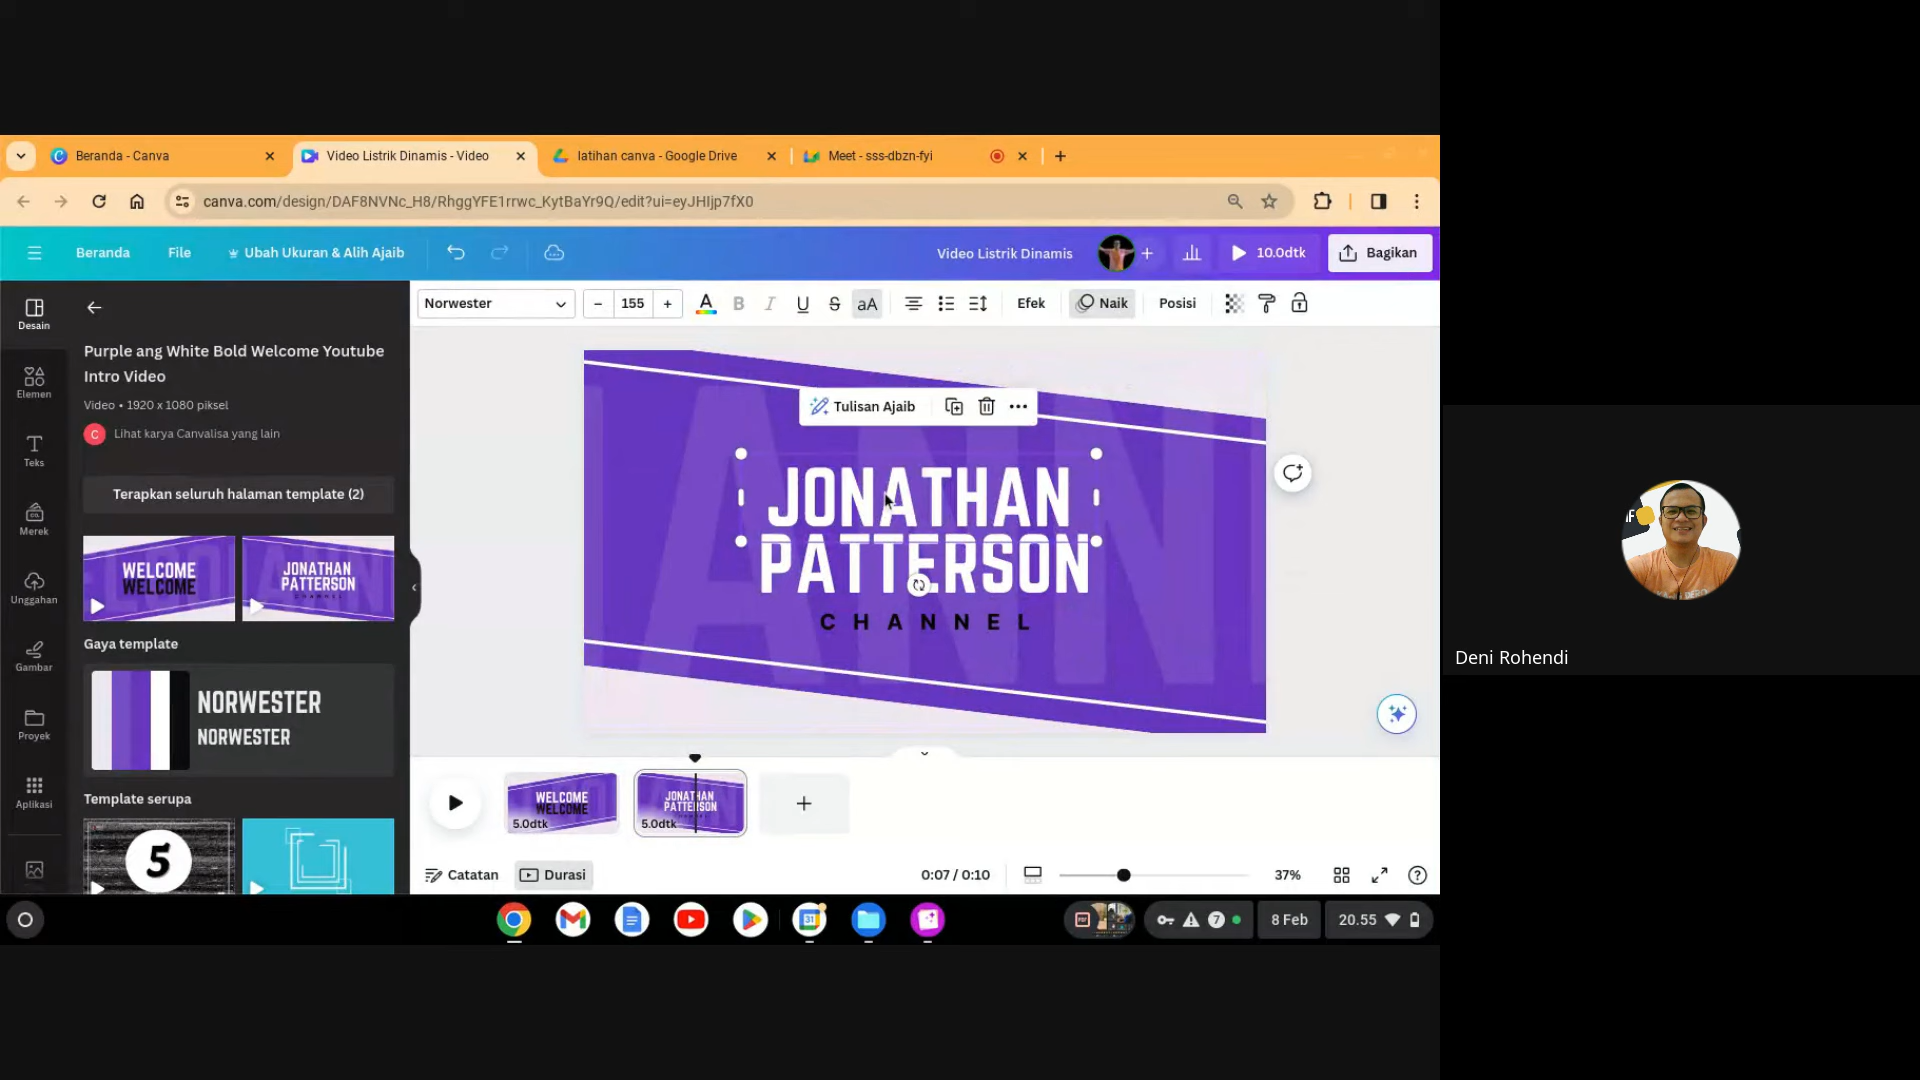 Beranda - Canva
Video Listrik Dinamis - Video
latihan canva - Google Drive
Meet - sss-dbzn-fyi
canva.com/design/DAF8NVNc_H8/RhggYFE1rrwc_KytBaYr9Q/edit?ui=eyJHIjp7fX0
Beranda
File
Ubah Ukuran & Alih Ajaib
Video Listrik Dinamis
10.0dtk
Bagikan
Norwester
155
aA
Efek
Naik
Posisi
Desain
Elemen
Teks
Merek
Unggahan
Gambar
Proyek
Aplikasi
Purple ang White Bold Welcome Youtube
Intro Video
Video • 1920 x 1080 piksel
C
Lihat karya Canvalisa yang lain
Terapkan seluruh halaman template (2)
WELCOME
WELCOME
JONATHAN
PATTERSON
CHANNEL
Gaya template
NORWESTER
NORWESTER
Template serupa
5
Tulisan Ajaib
JONATHAN
PATTERSON
CHANNEL
WELCOME
WELCOME
5.0dtk
JONATHAN
PATTERSON
5.0dtk
Catatan
Durasi
0:07 / 0:10
37%
7
8 Feb
20.55
Deni Rohendi